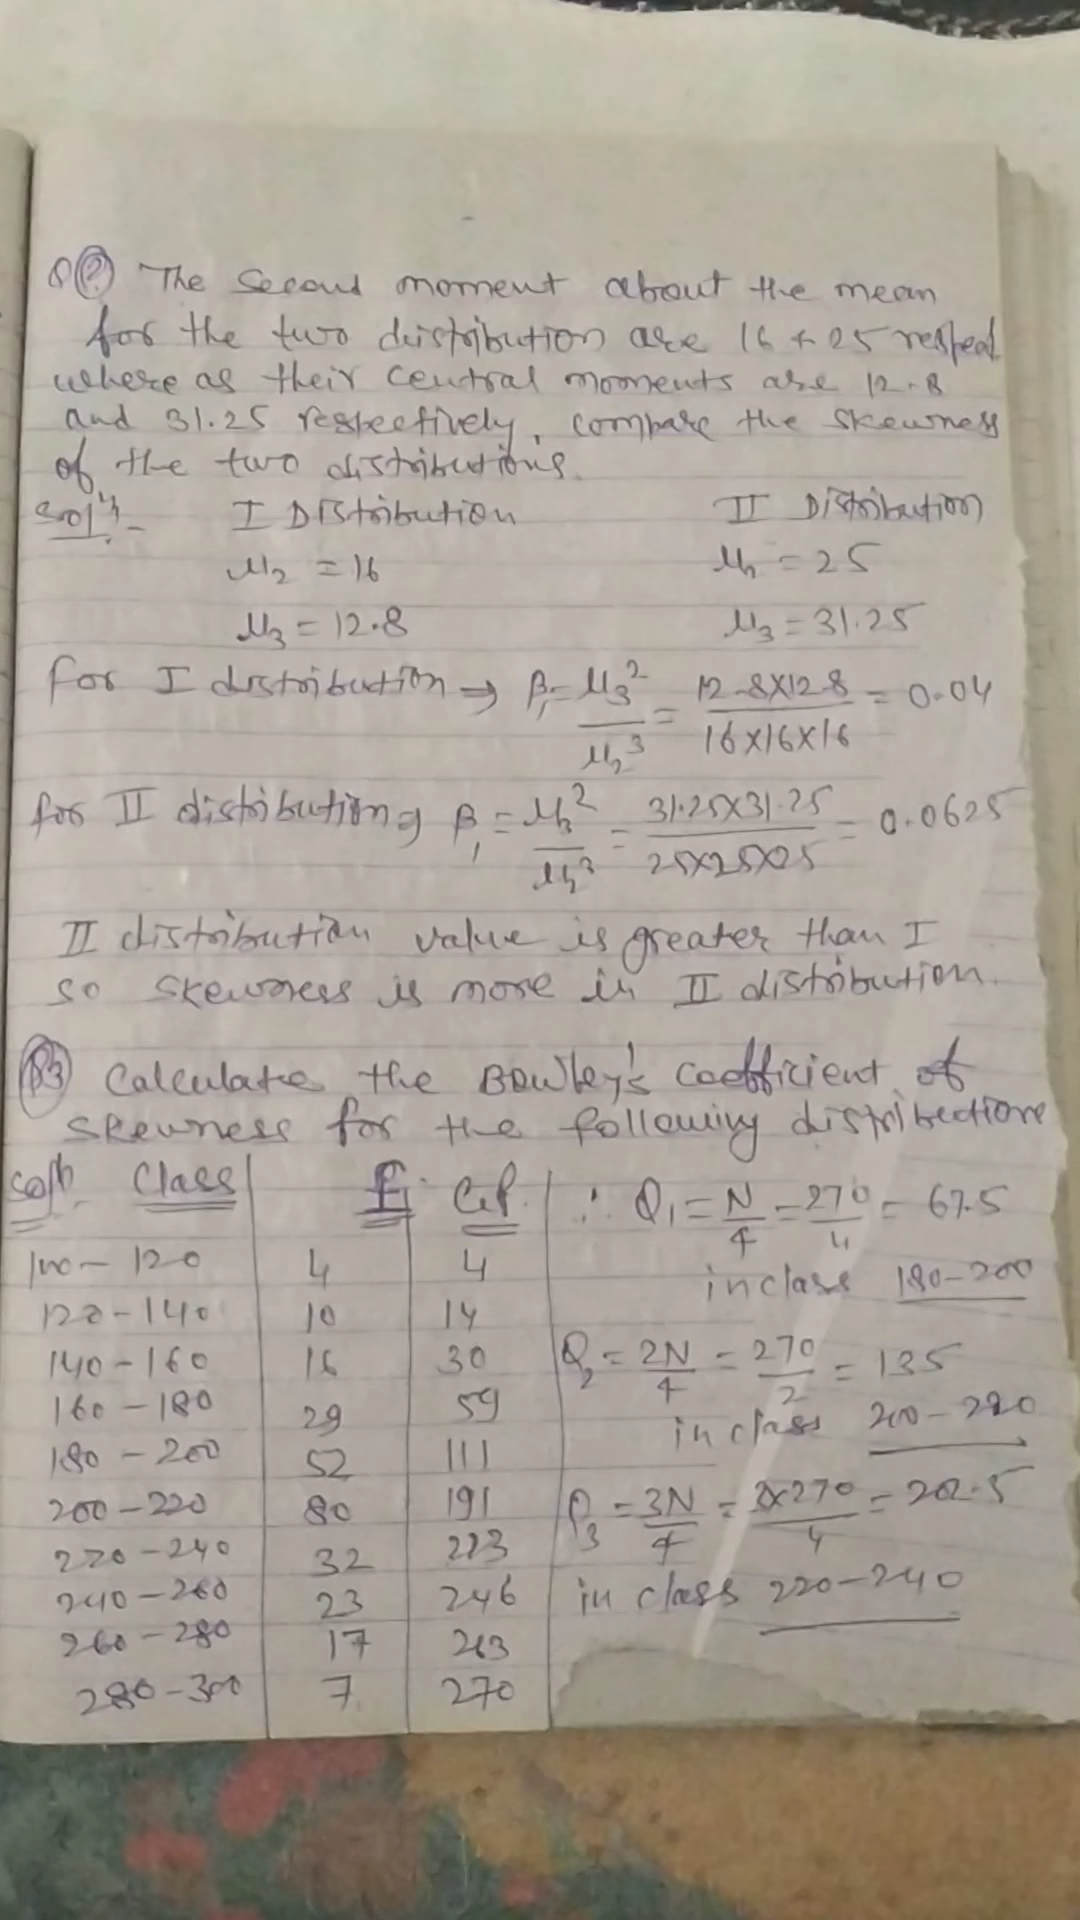 Q(2) The Second moment about the mean
for the two distribution are 16 & 25
where as their central moments are 12.8
and 31.25 respectively, compare the skewness
of the two distributions.
Soln.- I Distribution II Distribution
μ2 = 16 μ2 = 25
μ3 = 12.8 μ3 = 31.25
for I distribution → β1 = μ3²/μ2³ = 12.8×12.8/16×16×16 = 0.04
for II distribution ⇒ β1 = μ3²/μ2³ = 31.25×31.25/25×25×25 = 0.0625
II distribution value is greater than I
so skewness is more in II distribution.
Q3 Calculate the Bowley's Coefficient of
skewness for the following distribution
Soln. Class f C.f. ∴ Q1 = N/4 = 270/4 = 67.5
100 - 120 4 4 in class 180-200
120 - 140 10 14
140 - 160 16 30 Q2 = 2N/4 = 270/2 = 135
160 - 180 29 59 in class 200 - 220
180 - 200 52 111
200 - 220 80 191 Q3 = 3N/4 = 3×270/4 = 202.5
220 - 240 32 223
240 - 260 23 246 in class 220-240
260 - 280 17 263
280 - 300 7 270